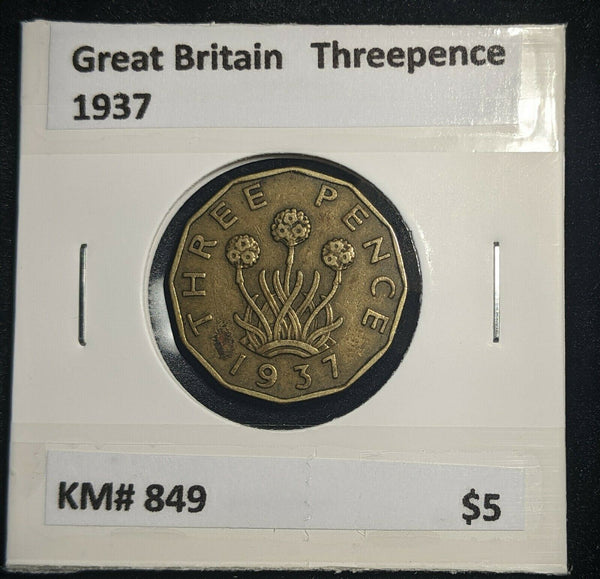 Great Britain Threepence
1937
THREE PENCE
1937
KM# 849 $5